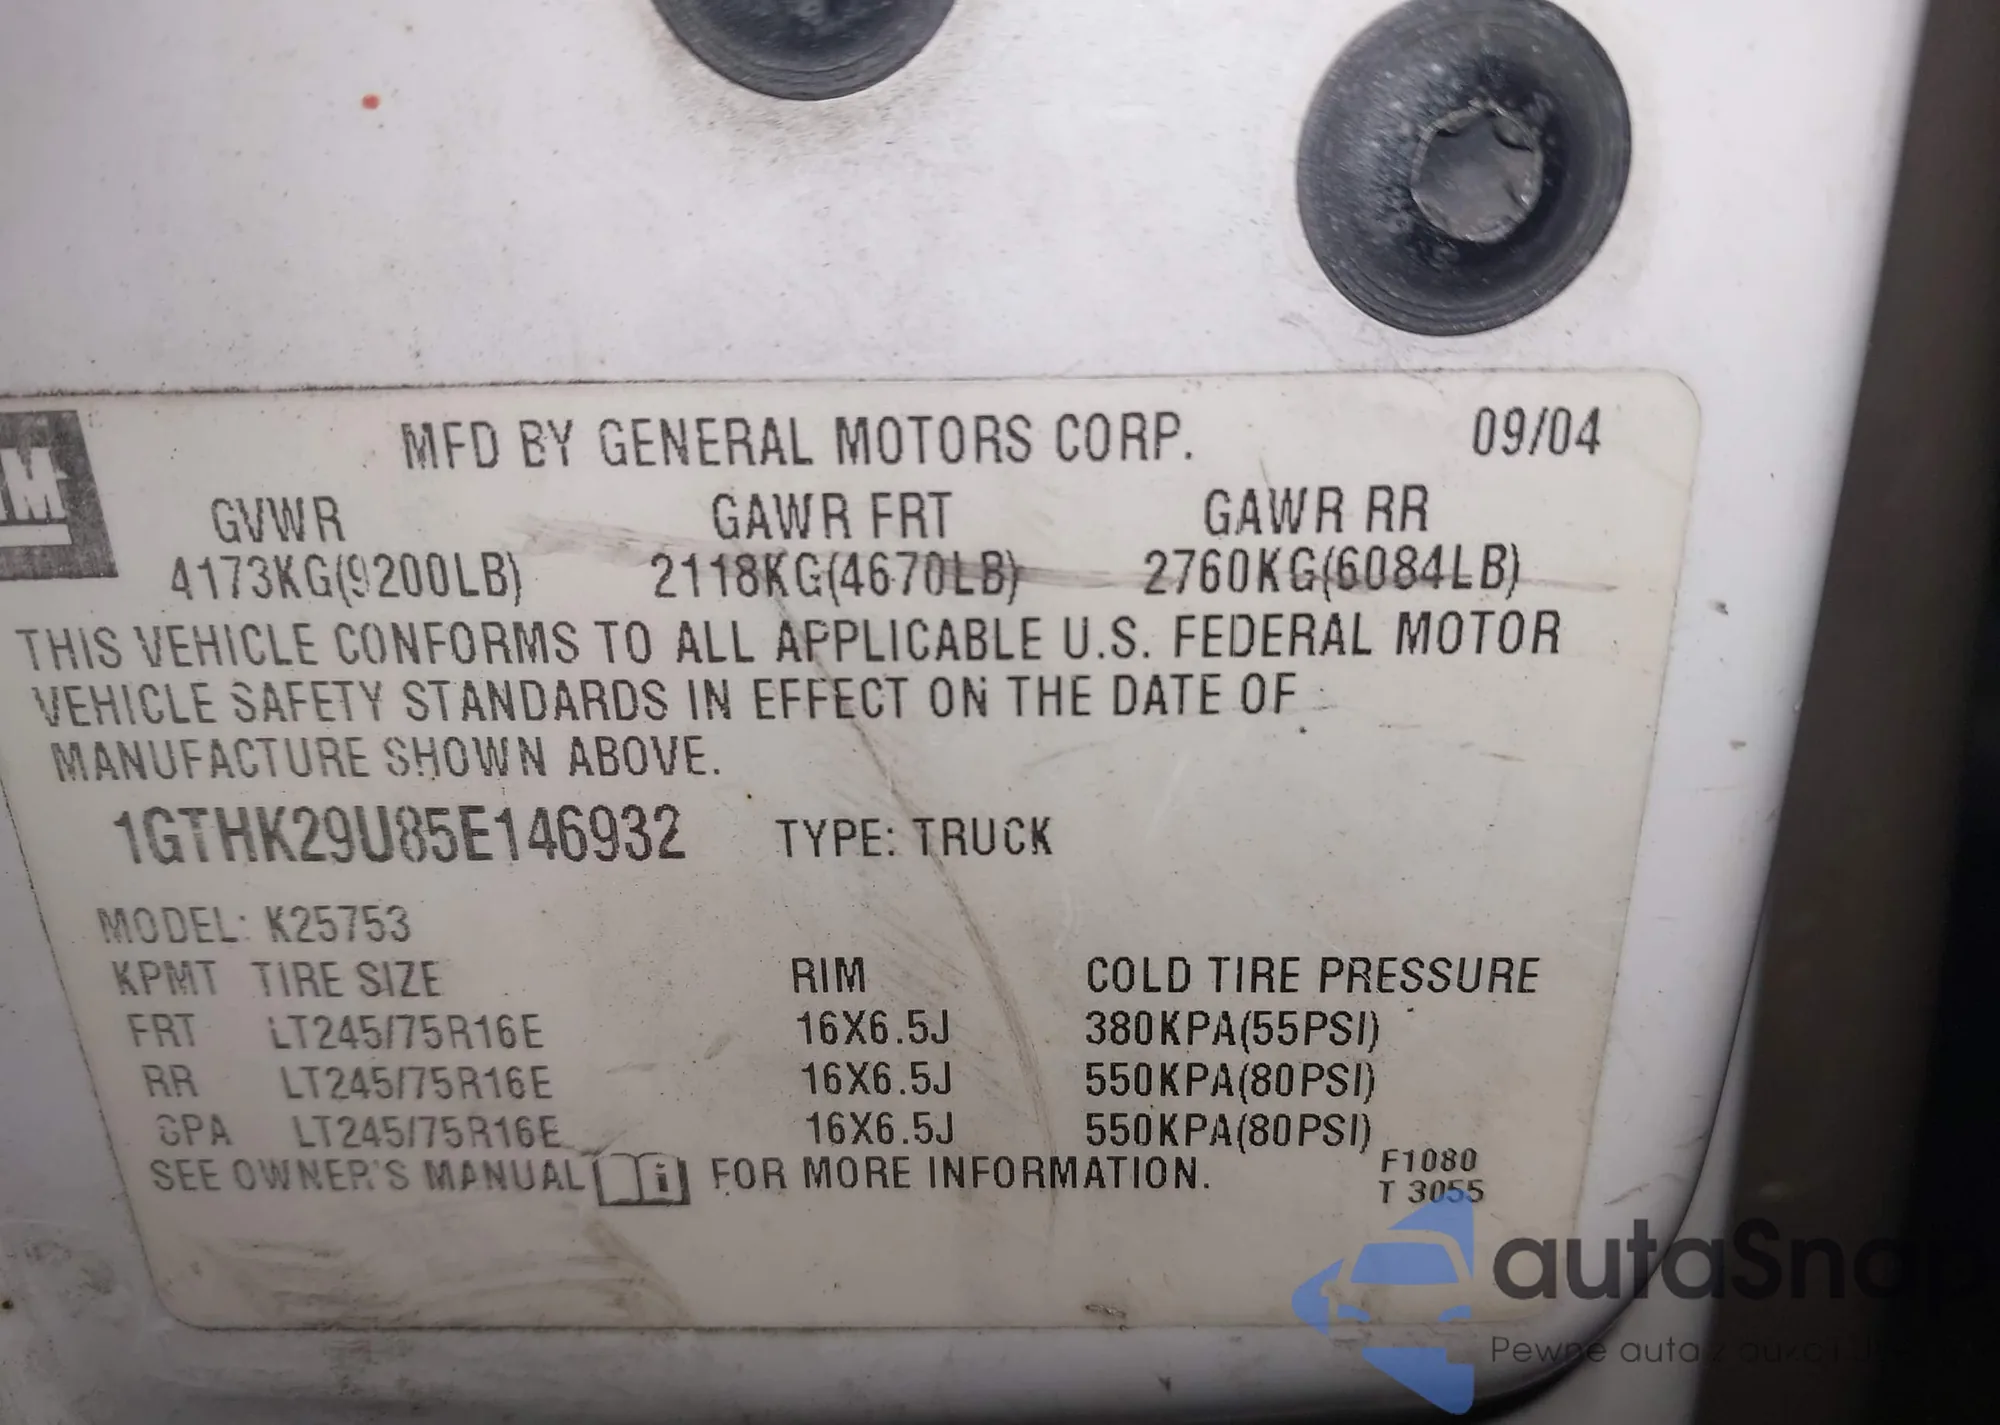 GM
MFD BY GENERAL MOTORS CORP. 09/04
GVWR GAWR FRT GAWR RR
4173KG(9200LB) 2118KG(4670LB) 2760KG(6084LB)
THIS VEHICLE CONFORMS TO ALL APPLICABLE U.S. FEDERAL MOTOR
VEHICLE SAFETY STANDARDS IN EFFECT ON THE DATE OF
MANUFACTURE SHOWN ABOVE.
1GTHK29U85E146932 TYPE: TRUCK
MODEL: K25753
KPMT TIRE SIZE RIM COLD TIRE PRESSURE
FRT LT245/75R16E 16X6.5J 380KPA(55PSI)
RR LT245/75R16E 16X6.5J 550KPA(80PSI)
SPA LT245/75R16E 16X6.5J 550KPA(80PSI)
SEE OWNER'S MANUAL FOR MORE INFORMATION.
F1080
T 3055
autaSnap
Pewne auta z aukcji